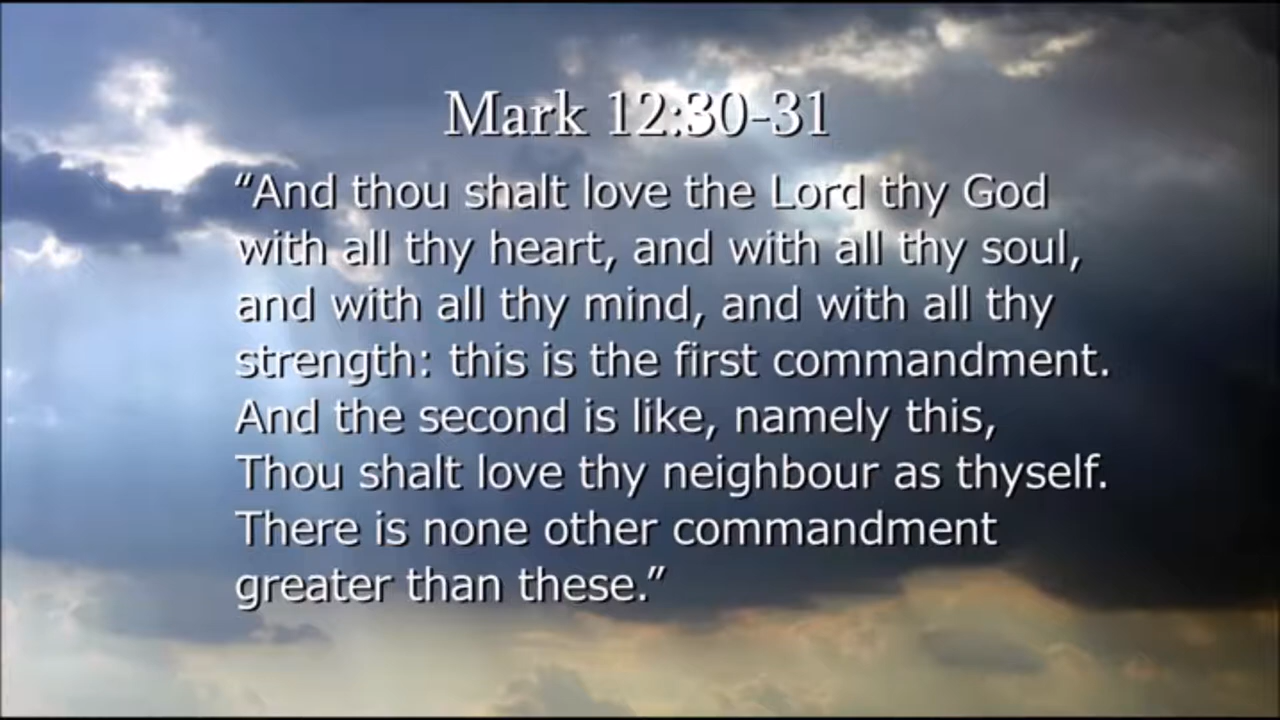 Mark 12:30-31
“And thou shalt love the Lord thy God
with all thy heart, and with all thy soul,
and with all thy mind, and with all thy
strength: this is the first commandment.
And the second is like, namely this,
Thou shalt love thy neighbour as thyself.
There is none other commandment
greater than these.”